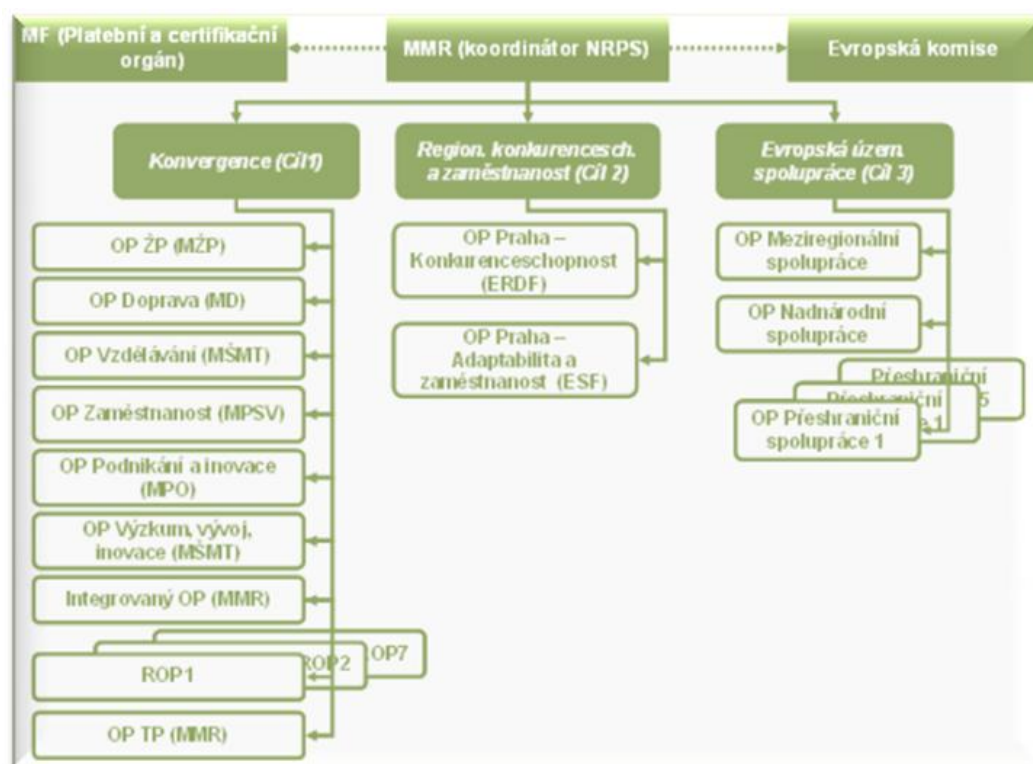 MF (Platební a certifikační
orgán)
MMR (koordinátor NRPS)
Evropská komise
Konvergence (Cíl1)
Region. konkurencesch.
a zaměstnanost (Cíl 2)
Evropská územ.
spolupráce (Cíl 3)
OP ŽP (MŽP)
OP Doprava (MD)
OP Vzdělávání (MŠMT)
OP Zaměstnanost (MPSV)
OP Podnikání a inovace
(MPO)
OP Výzkum, vývoj,
inovace (MŠMT)
Integrovaný OP (MMR)
ROP1
ROP2
OP7
OP TP (MMR)
OP Praha –
Konkurenceschopnost
(ERDF)
OP Praha –
Adaptabilita a
zaměstnanost (ESF)
OP Meziregionální
spolupráce
OP Nadnárodní
spolupráce
Přeshraniční
5
Přeshraniční
e 1
OP Přeshraniční
spolupráce 1